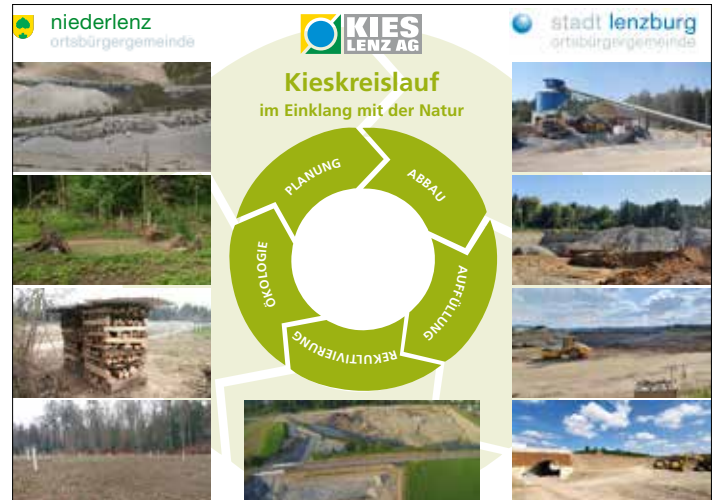 niederlenz
ortsbürgergemeinde
KIES
LENZ AG
stadt lenzburg
ortsbürgergemeinde
Kieskreislauf
im Einklang mit der Natur
PLANUNG
ABBAU
AUFFÜLLUNG
REKULTIVIERUNG
ÖKOLOGIE